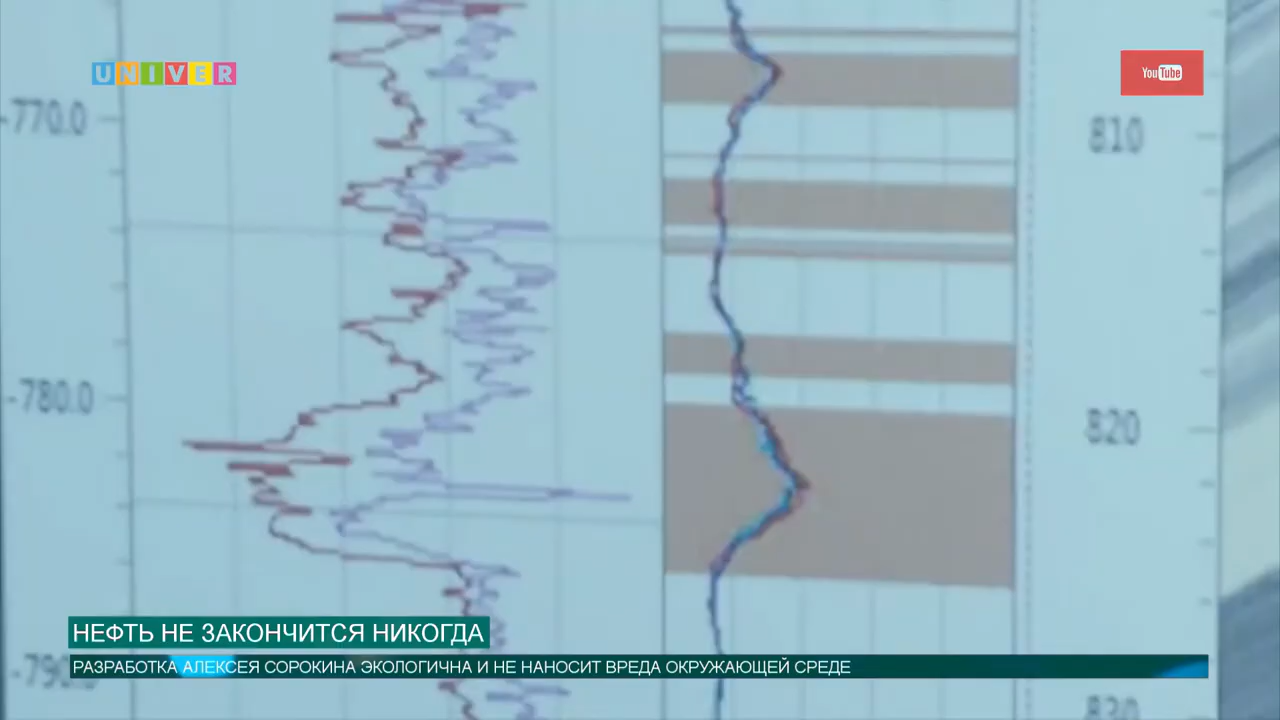 UNIVER
YouTube
-770.0
810
-780.0
820
НЕФТЬ НЕ ЗАКОНЧИТСЯ НИКОГДА
РАЗРАБОТКА АЛЕКСЕЯ СОРОКИНА ЭКОЛОГИЧНА И НЕ НАНОСИТ ВРЕДА ОКРУЖАЮЩЕЙ СРЕДЕ
830